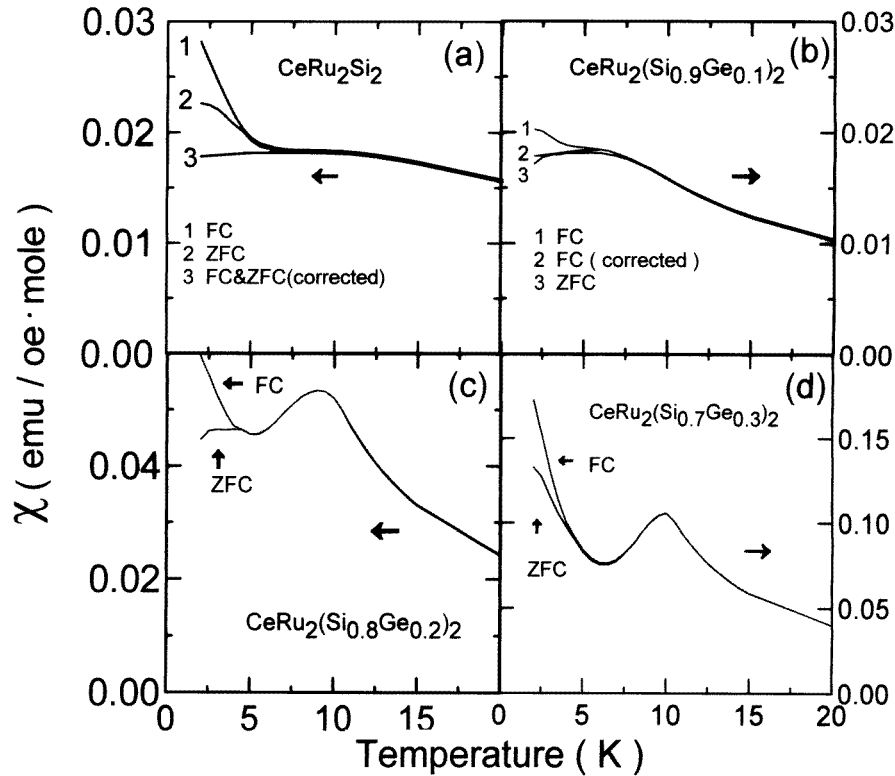 χ ( emu / oe · mole )
0.03
0.02
0.01
0.00
(a)
CeRu2Si2
1
2
3
←
1 FC
2 ZFC
3 FC&ZFC(corrected)
(b)
CeRu2(Si0.9Ge0.1)2
1
2
3
→
1 FC
2 FC ( corrected )
3 ZFC
0.03
0.02
0.01
0.00
(c)
← FC
↑
ZFC
←
CeRu2(Si0.8Ge0.2)2
0.04
0.02
0.00
(d)
CeRu2(Si0.7Ge0.3)2
← FC
↑
ZFC
→
0.15
0.10
0.05
0.00
0 5 10 15 0 5 10 15 20
Temperature ( K )